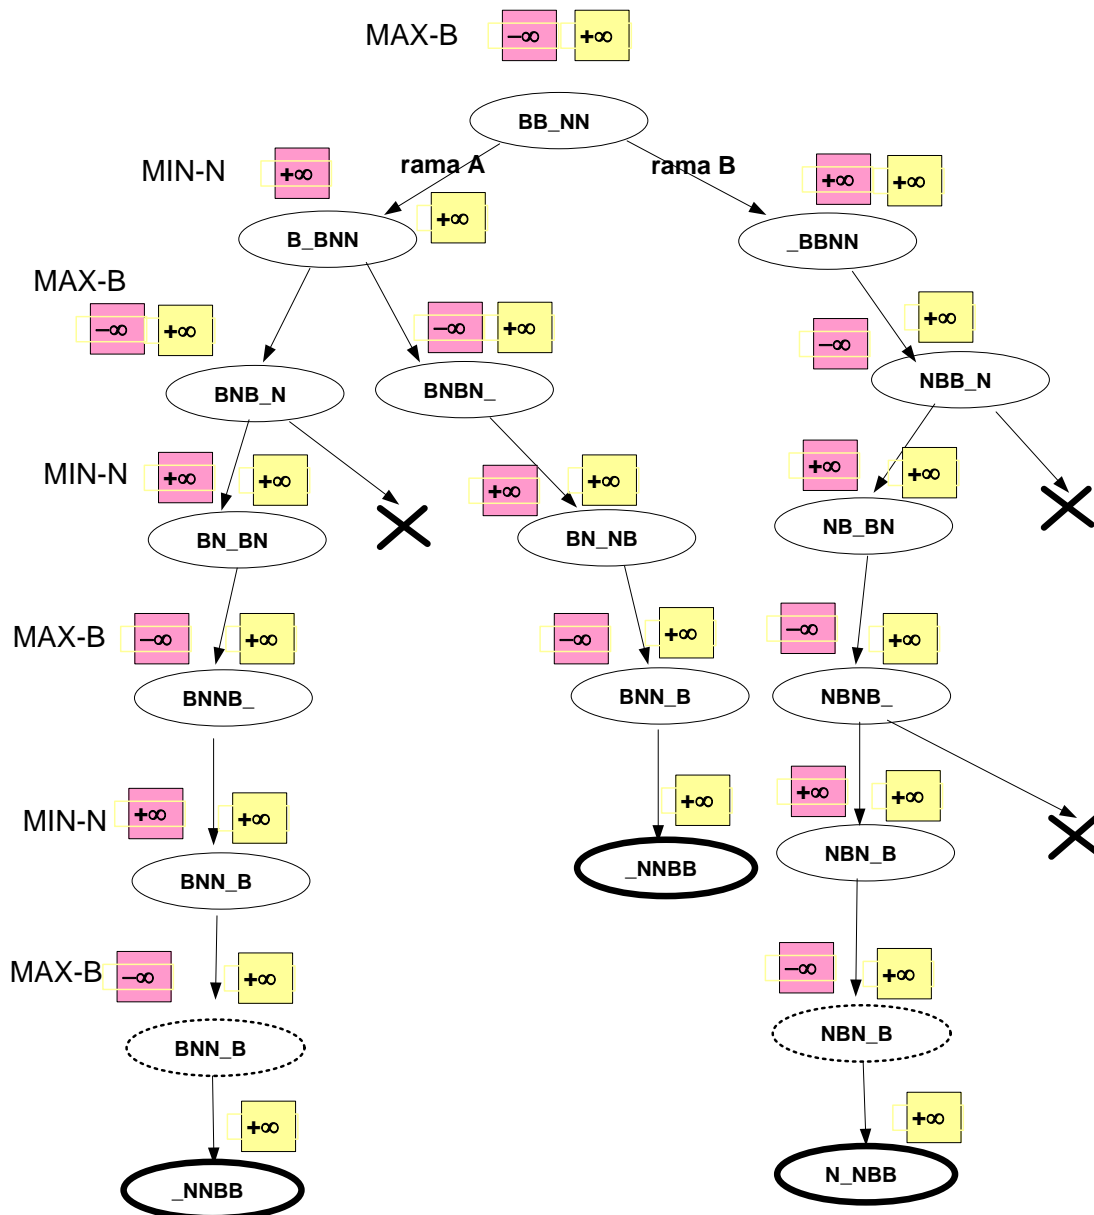 MAX-B −∞ +∞
BB_NN
rama A rama B
MIN-N +∞ +∞ +∞ +∞
B_BNN _BBNN
MAX-B
−∞ +∞ −∞ +∞ −∞ +∞
BNB_N BNBN_ NBB_N
MIN-N +∞ +∞ +∞ +∞ +∞ +∞
BN_BN BN_NB NB_BN
MAX-B −∞ +∞ −∞ +∞ −∞ +∞
BNNB_ BNN_B NBNB_
MIN-N +∞ +∞ +∞ +∞ +∞
BNN_B _NNBB NBN_B
MAX-B −∞ +∞ −∞ +∞
BNN_B NBN_B
+∞ +∞
_NNBB N_NBB